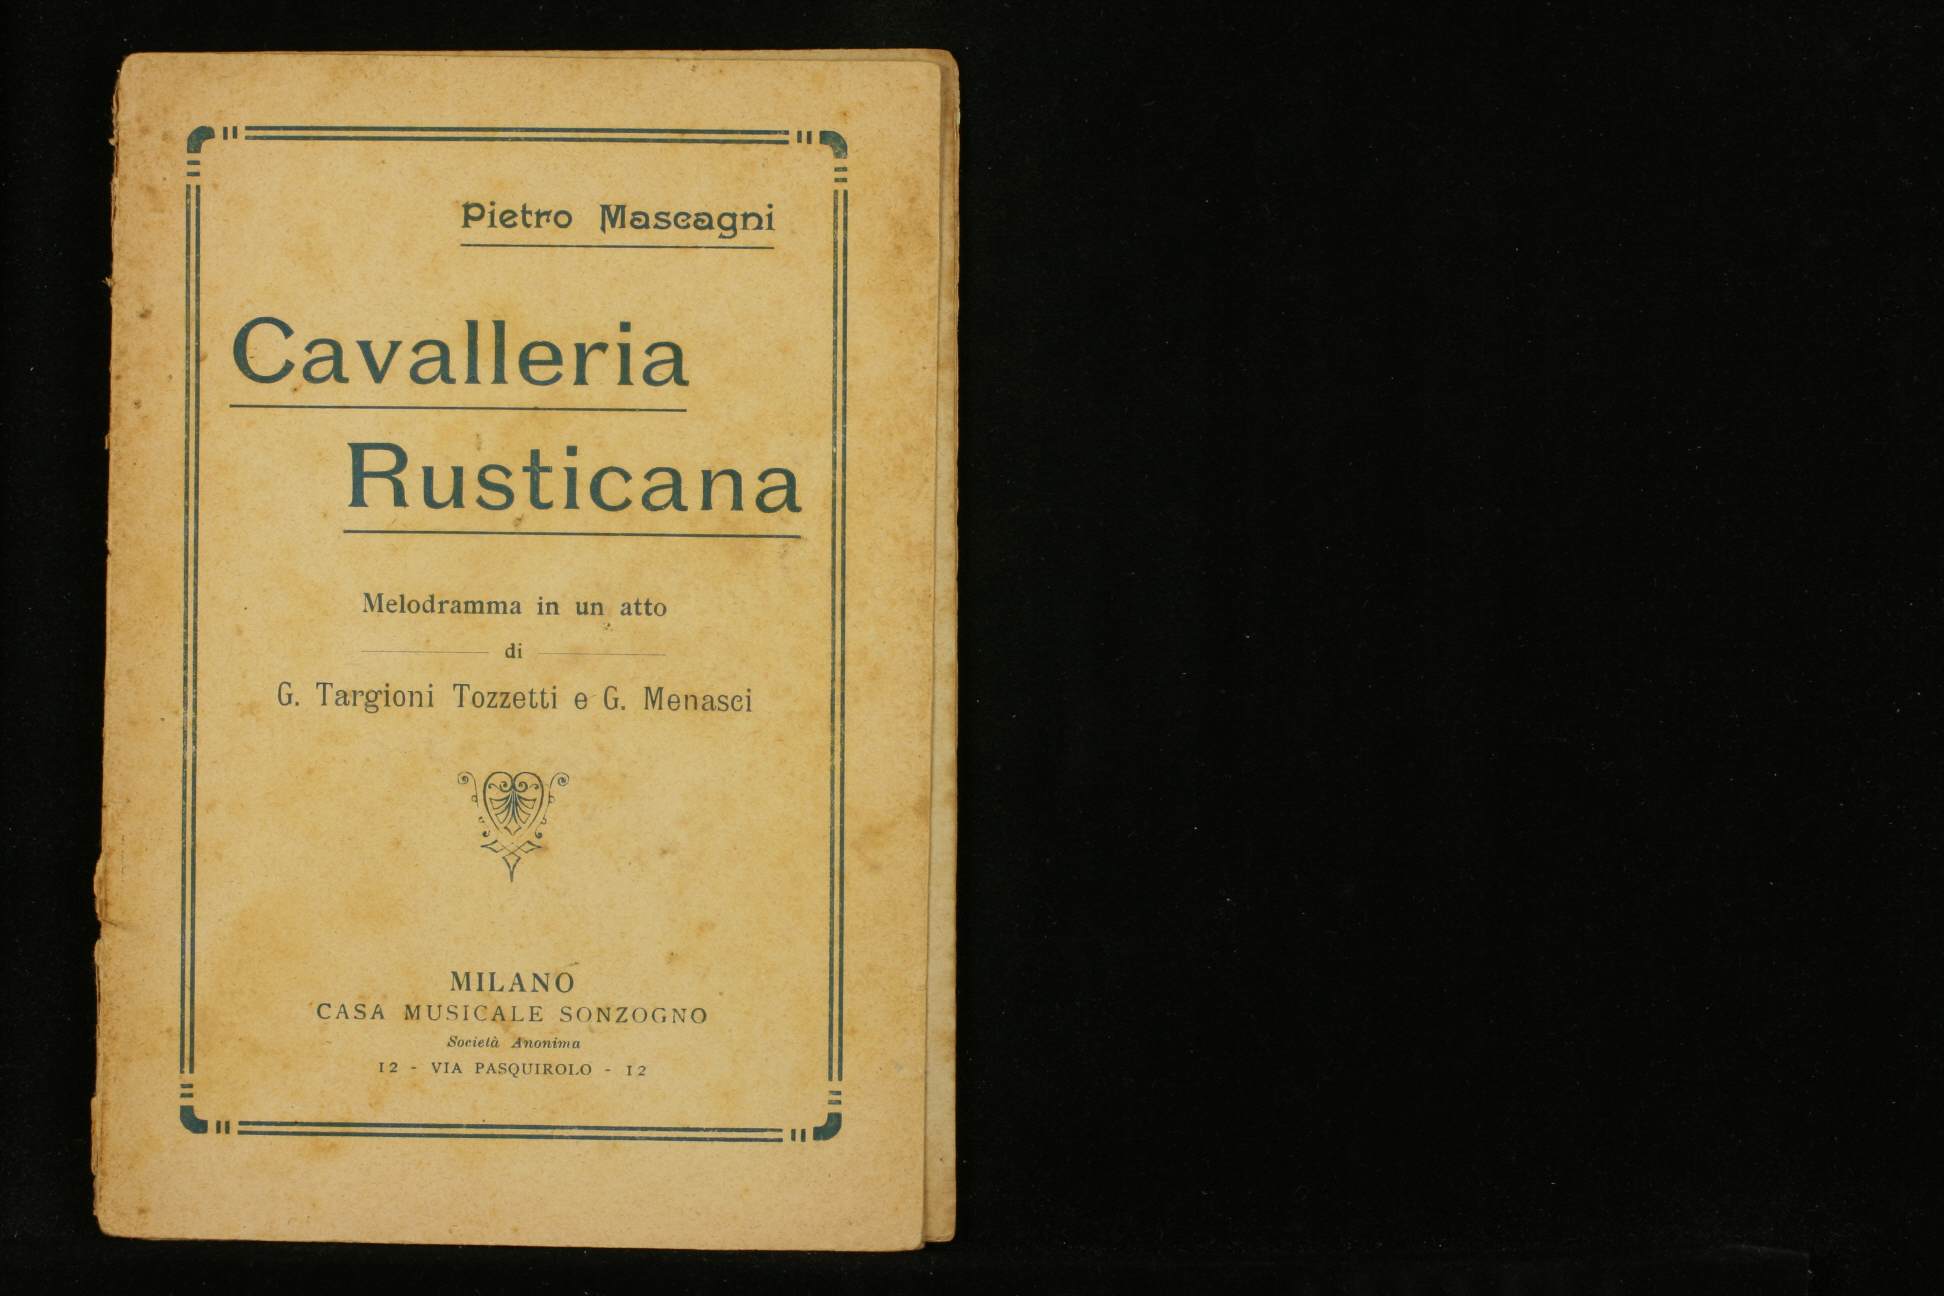 Pietro Mascagni
Cavalleria
Rusticana
Melodramma in un atto
di
G. Targioni Tozzetti e G. Menasci
MILANO
CASA MUSICALE SONZOGNO
Società Anonima
12 - VIA PASQUIROLO - 12